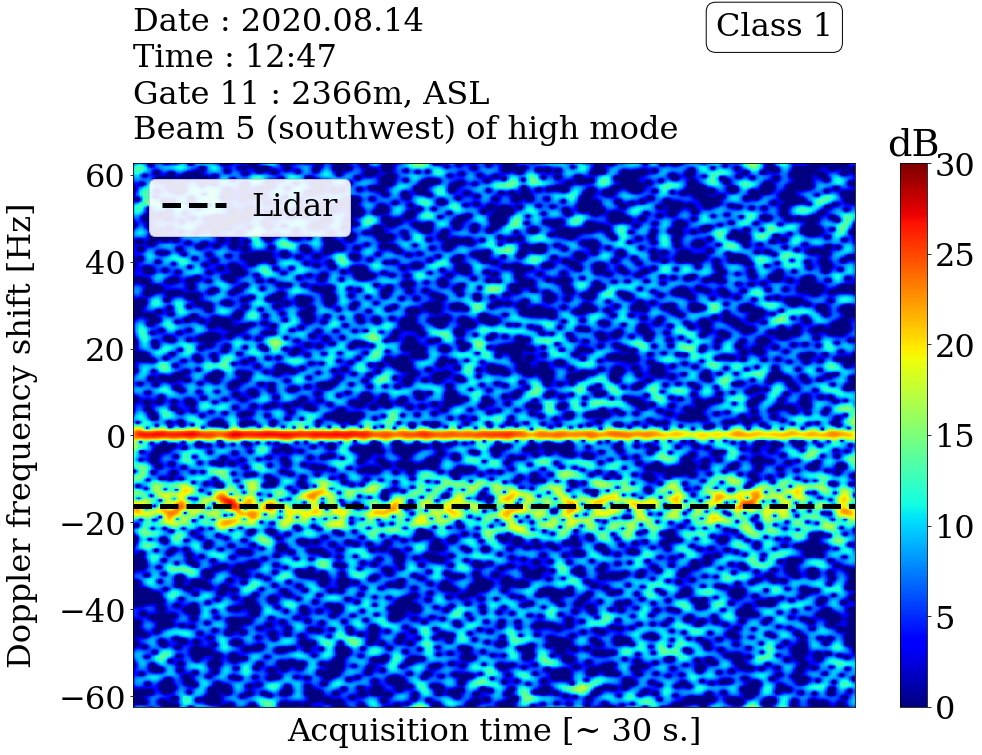 Date : 2020.08.14
Time : 12:47
Gate 11 : 2366m, ASL
Beam 5 (southwest) of high mode
Class 1
dB
30
25
20
15
10
5
0
Doppler frequency shift [Hz]
60
40
20
0
−20
−40
−60
Lidar
Acquisition time [~ 30 s.]